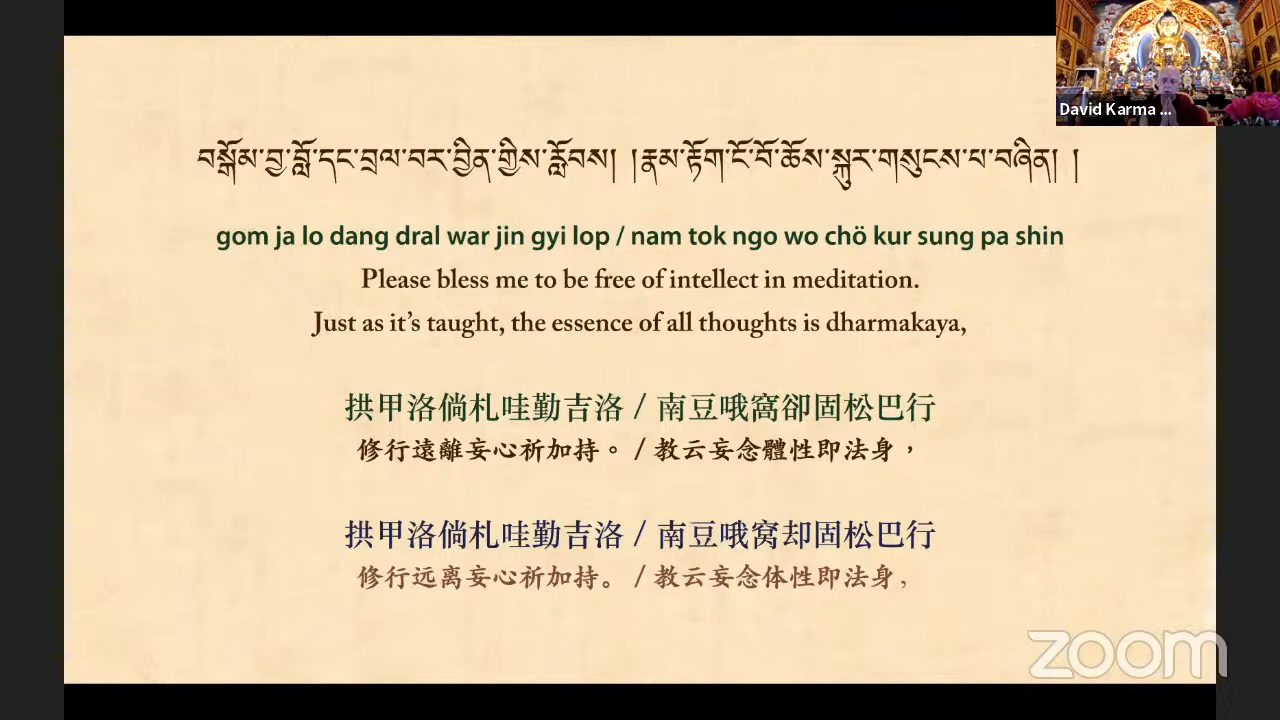 David Karma ...
བསྒོམ་བྱ་བློ་དང་བྲལ་བར་བྱིན་གྱིས་རློབས། །རྣམ་རྟོག་ངོ་བོ་ཆོས་སྐུར་གསུངས་པ་བཞིན། །
gom ja lo dang dral war jin gyi lop / nam tok ngo wo chö kur sung pa shin
Please bless me to be free of intellect in meditation.
Just as it’s taught, the essence of all thoughts is dharmakaya,
拱甲洛倘札哇勤吉洛 / 南豆哦窩卻固松巴行
修行遠離妄心祈加持。 / 教云妄念體性即法身，
拱甲洛倘札哇勤吉洛 / 南豆哦窝却固松巴行
修行远离妄心祈加持。 / 教云妄念体性即法身，
zoom